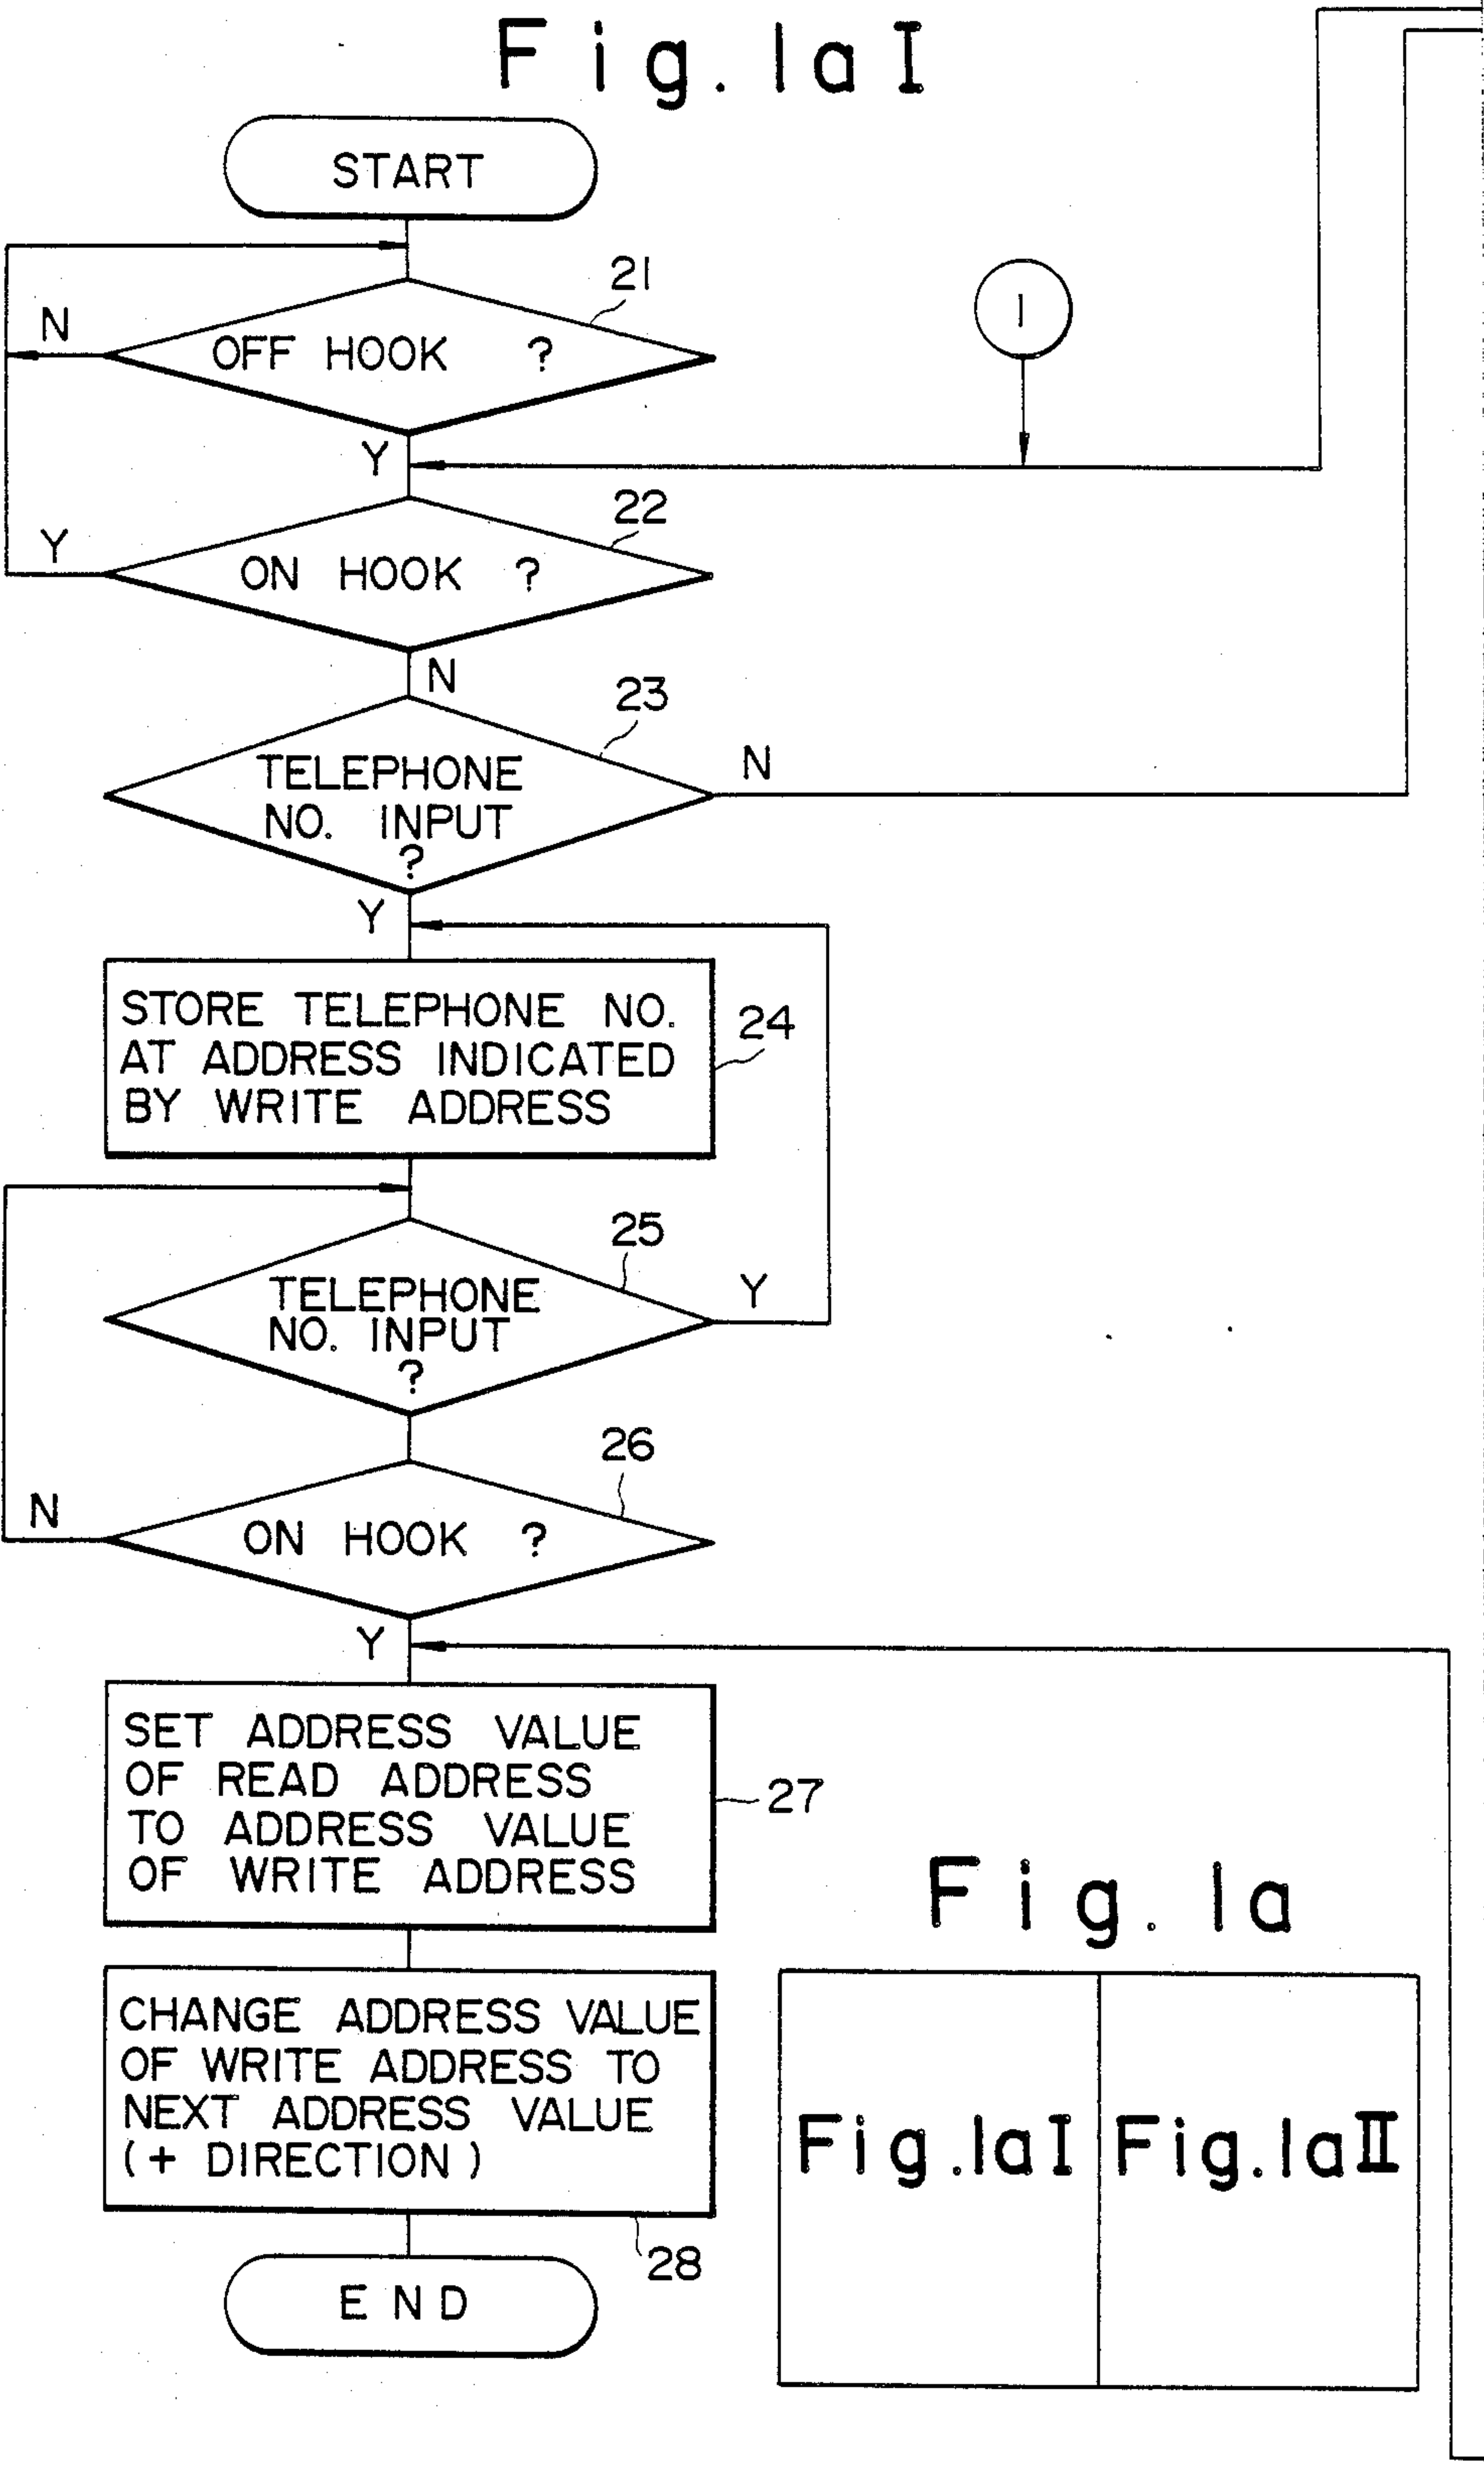 Fig. 1a I
START
21
N
OFF HOOK ?
1
Y
22
Y
ON HOOK ?
N
23
TELEPHONE
NO. INPUT
?
N
Y
STORE TELEPHONE NO.
AT ADDRESS INDICATED
BY WRITE ADDRESS
24
25
TELEPHONE
NO. INPUT
?
Y
26
N
ON HOOK ?
Y
SET ADDRESS VALUE
OF READ ADDRESS
TO ADDRESS VALUE
OF WRITE ADDRESS
27
Fig. 1a
CHANGE ADDRESS VALUE
OF WRITE ADDRESS TO
NEXT ADDRESS VALUE
(+ DIRECTION)
28
Fig. 1a I
Fig. 1a II
END